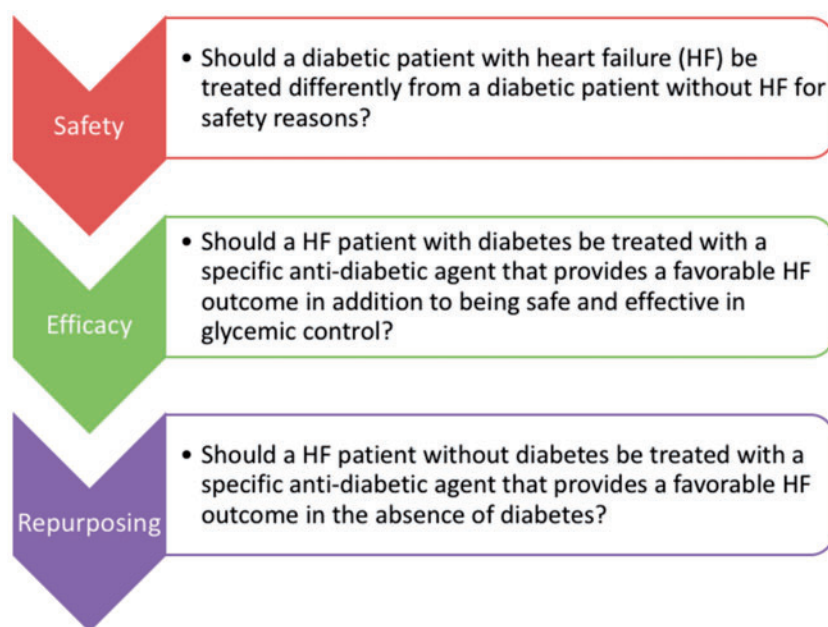 Safety
• Should a diabetic patient with heart failure (HF) be
treated differently from a diabetic patient without HF for
safety reasons?
Efficacy
• Should a HF patient with diabetes be treated with a
specific anti-diabetic agent that provides a favorable HF
outcome in addition to being safe and effective in
glycemic control?
Repurposing
• Should a HF patient without diabetes be treated with a
specific anti-diabetic agent that provides a favorable HF
outcome in the absence of diabetes?